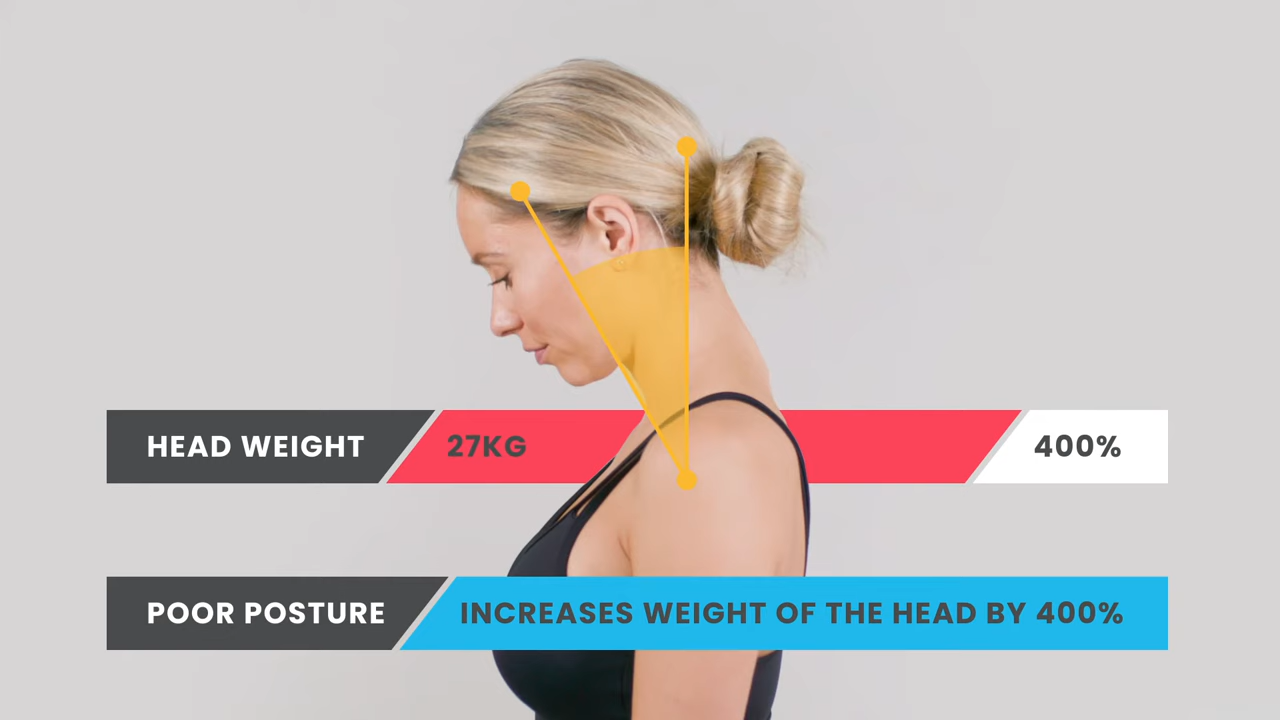 HEAD WEIGHT 27KG 400%
POOR POSTURE INCREASES WEIGHT OF THE HEAD BY 400%